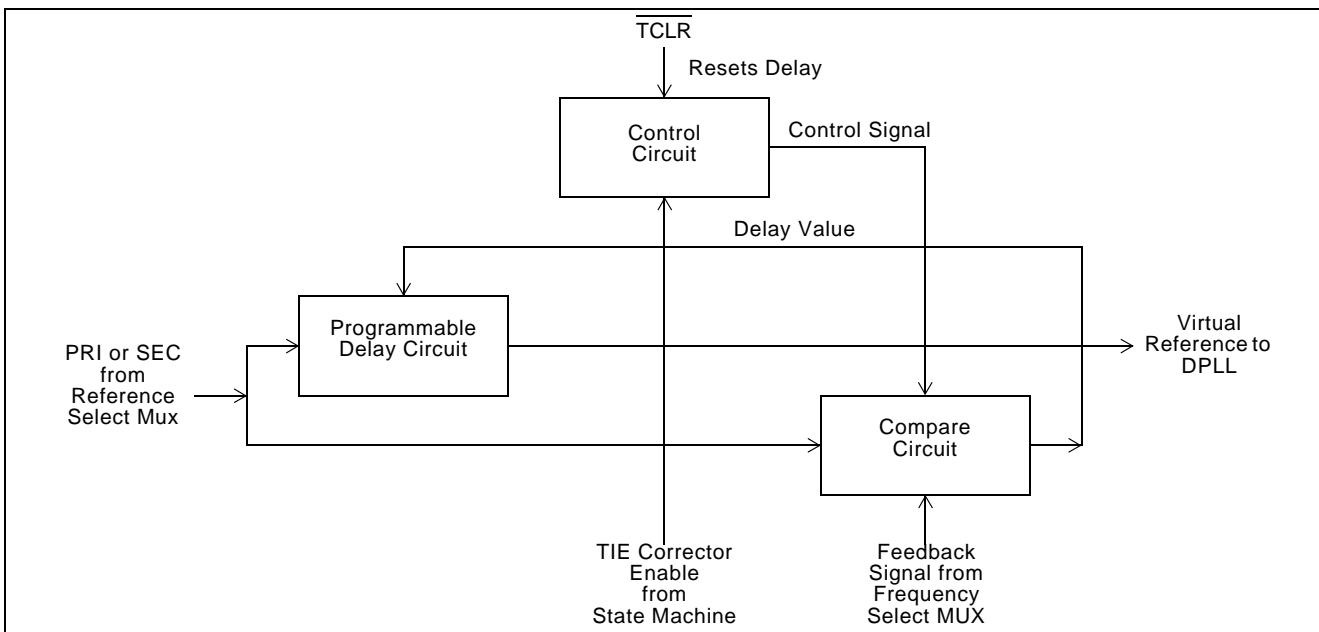 TCLR
Resets Delay
Control
Circuit
Control Signal
Delay Value
Programmable
Delay Circuit
Virtual
Reference to
DPLL
PRI or SEC
from
Reference
Select Mux
Compare
Circuit
TIE Corrector
Enable
from
State Machine
Feedback
Signal from
Frequency
Select MUX